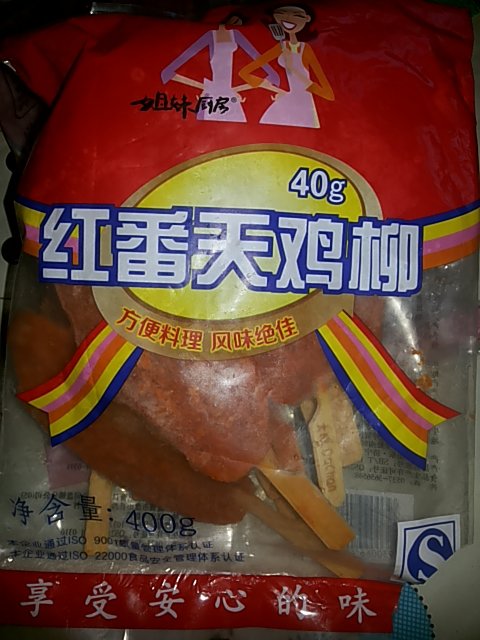 姐妹厨房®
40g
红番天鸡柳
方便料理 风味绝佳
净含量: 400g
本企业通过ISO 9001质量管理体系认证
本企业通过ISO 22000食品安全管理体系认证
享受安心的味